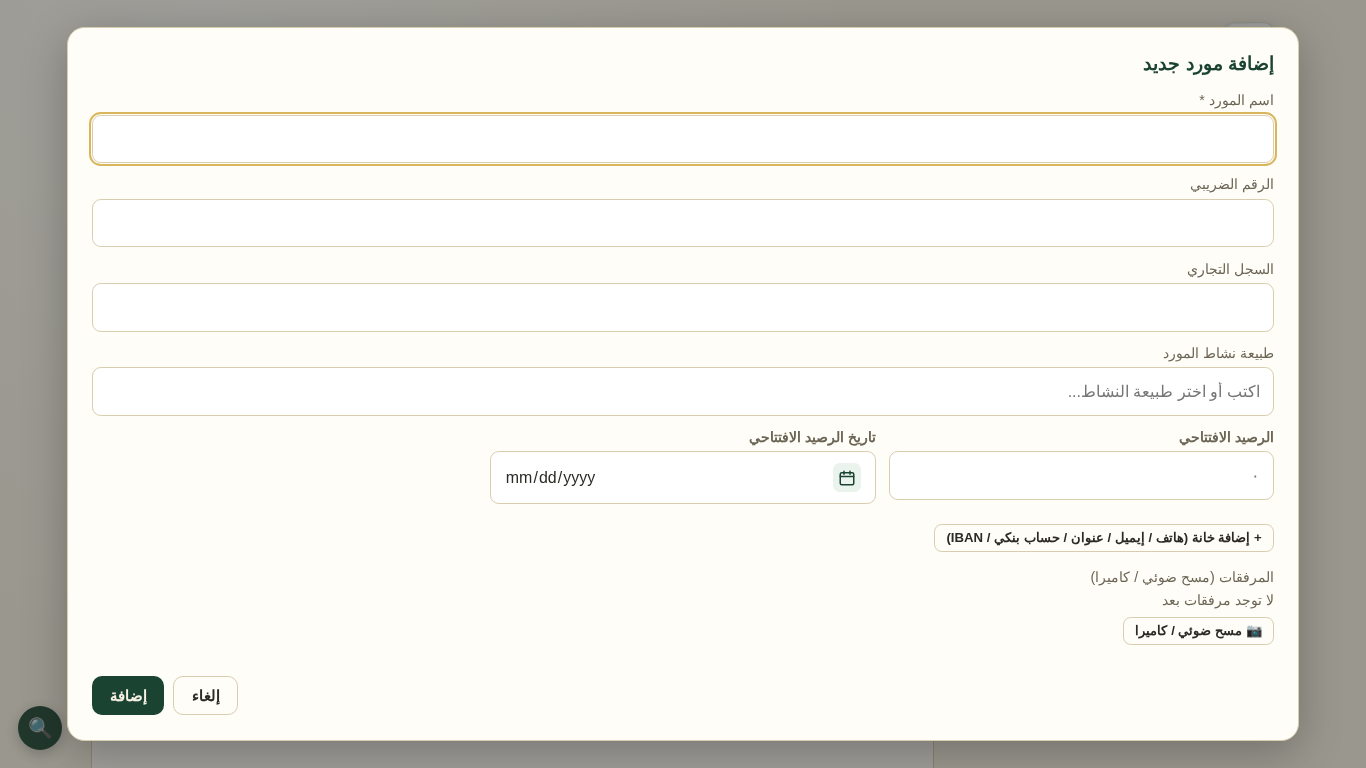 إضافة مورد جديد
اسم المورد *
الرقم الضريبي
السجل التجاري
طبيعة نشاط المورد
اكتب أو اختر طبيعة النشاط...
الرصيد الافتتاحي
٠
تاريخ الرصيد الافتتاحي
mm/dd/yyyy
+ إضافة خانة (هاتف / إيميل / عنوان / حساب بنكي / IBAN)
المرفقات (مسح ضوئي / كاميرا)
لا توجد مرفقات بعد
📷 مسح ضوئي / كاميرا
إلغاء
إضافة